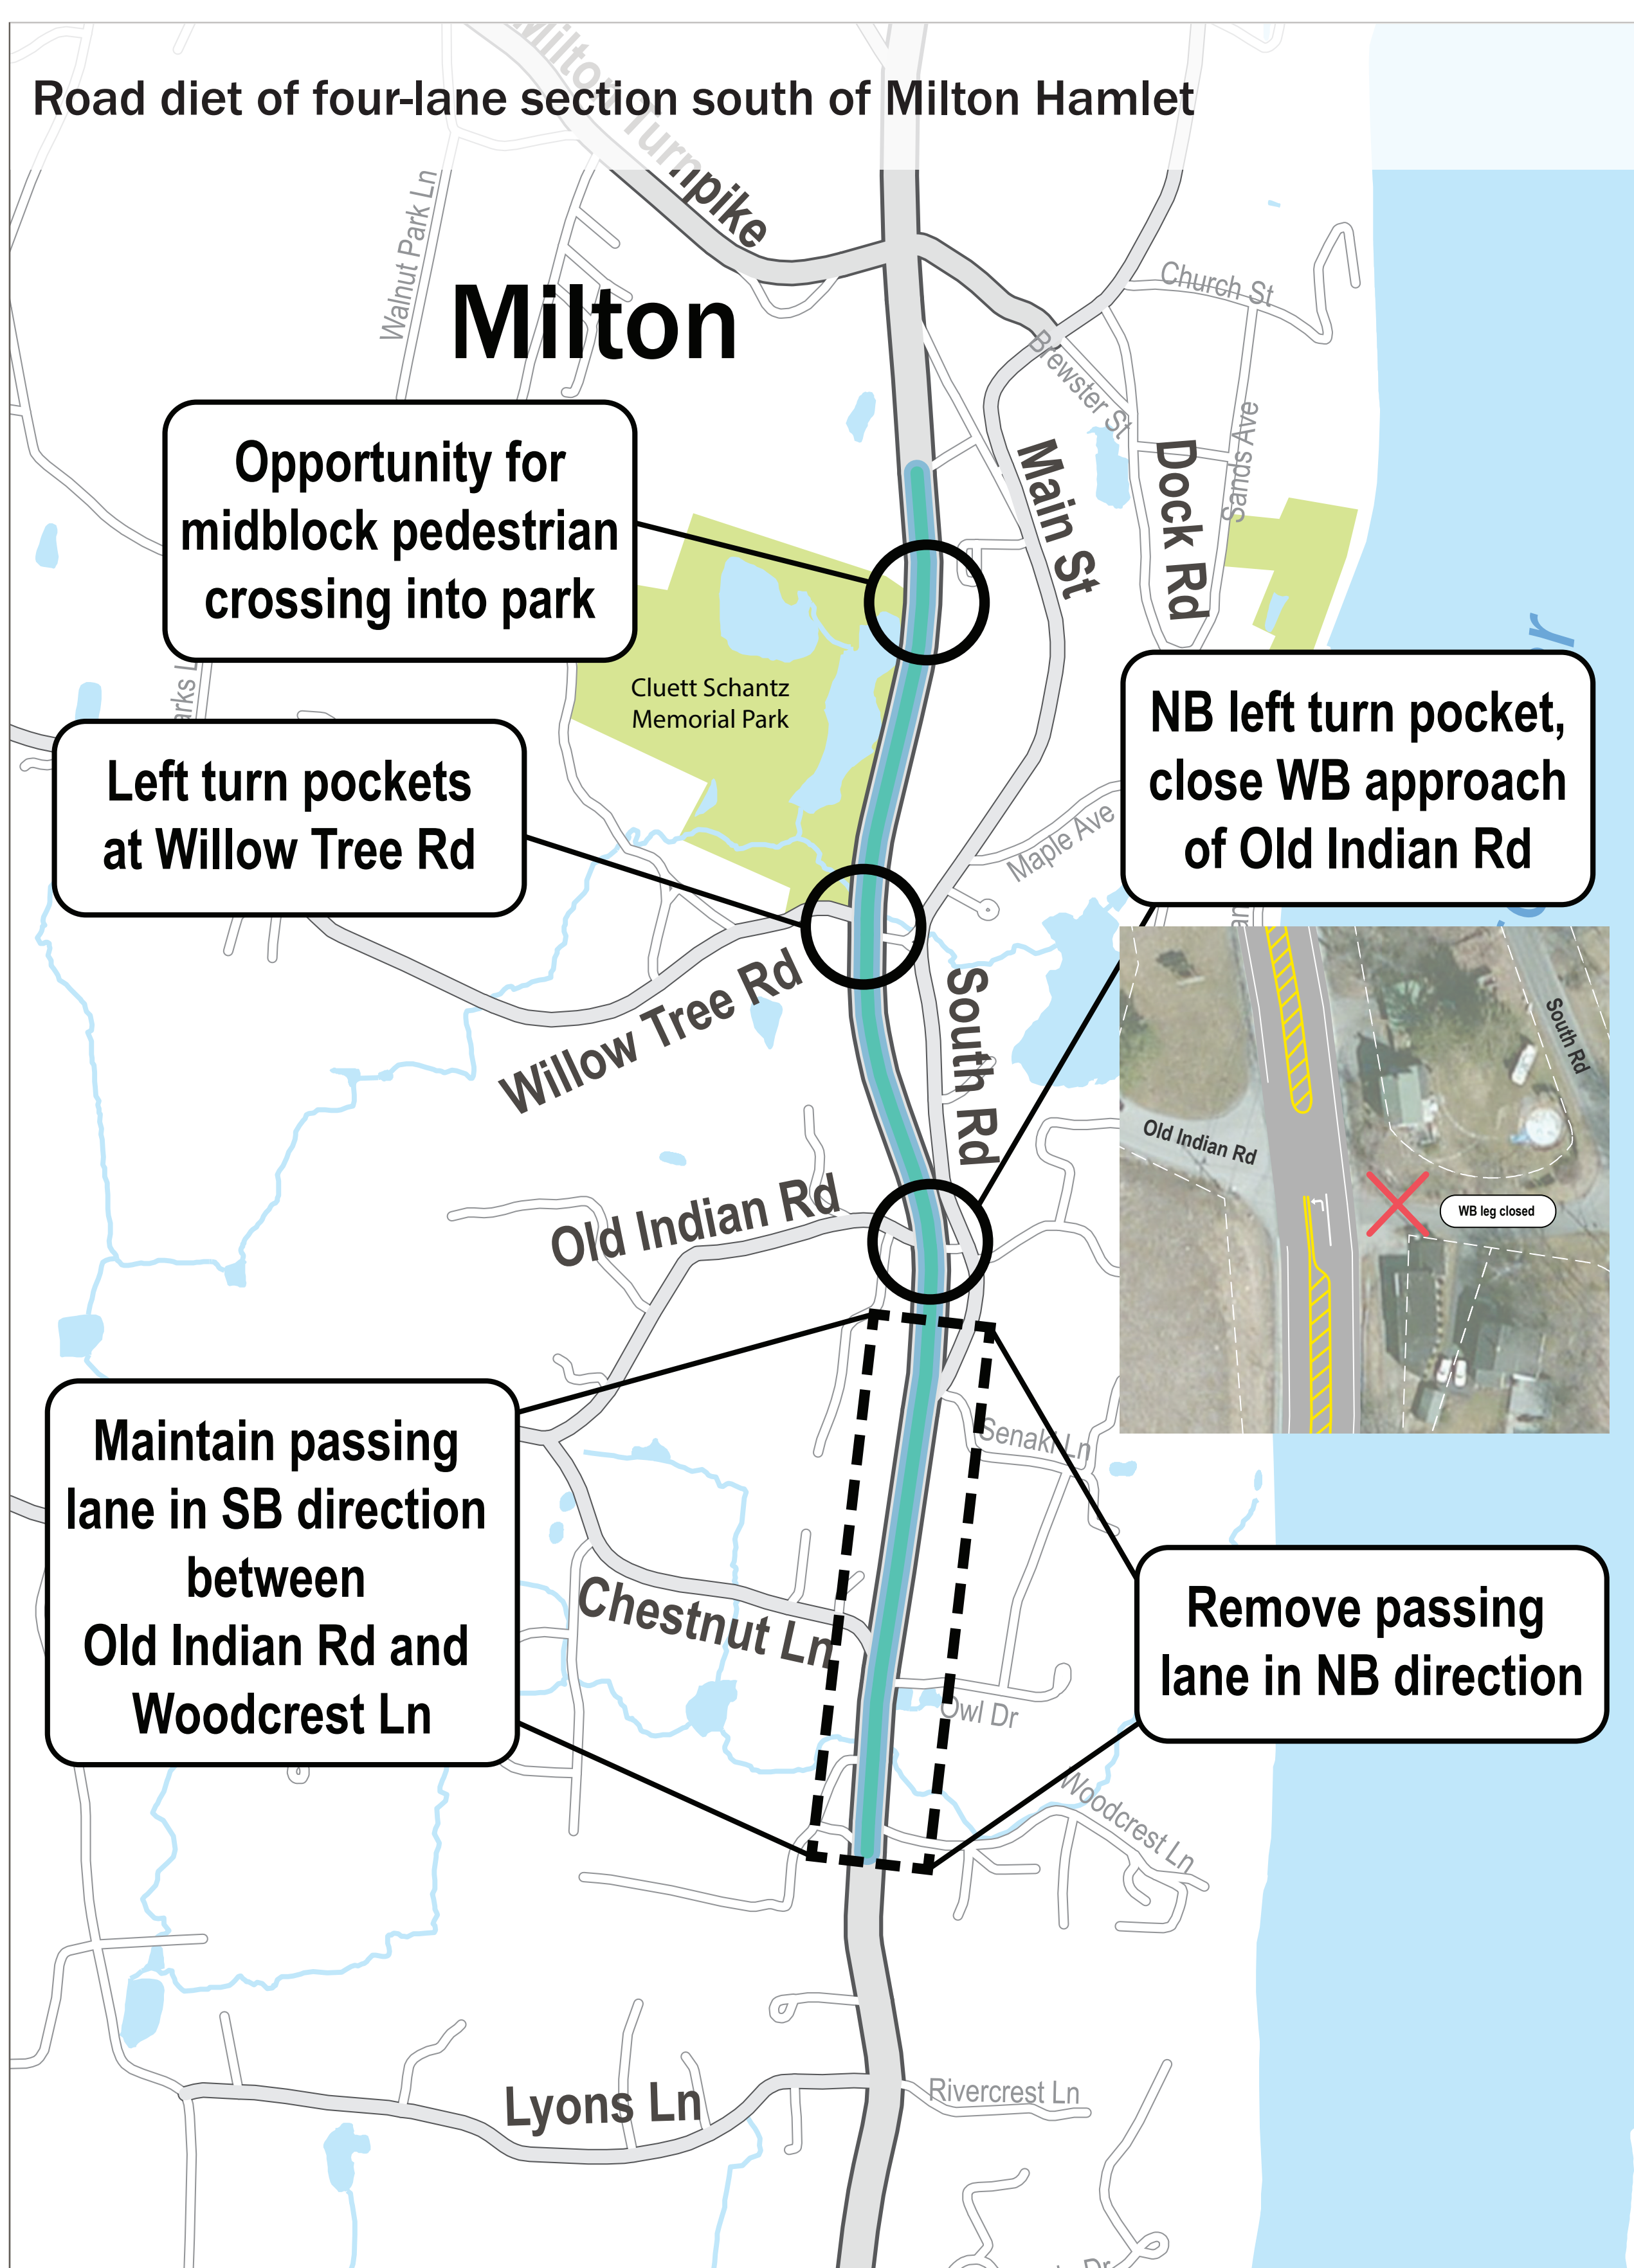 Road diet of four-lane section south of Milton Hamlet
Milton Turnpike
Walnut Park Ln
Milton
Church St
Brewster St
Sands Ave
Main St
Dock Rd
Opportunity for
midblock pedestrian
crossing into park
Cluett Schantz
Memorial Park
Left turn pockets
at Willow Tree Rd
NB left turn pocket,
close WB approach
of Old Indian Rd
Maple Ave
Willow Tree Rd
South Rd
South Rd
Old Indian Rd
WB leg closed
Old Indian Rd
Maintain passing
lane in SB direction
between
Old Indian Rd and
Woodcrest Ln
Senaki Ln
Chestnut Ln
Remove passing
lane in NB direction
Owl Dr
Woodcrest Ln
Lyons Ln
Rivercrest Ln
Dr